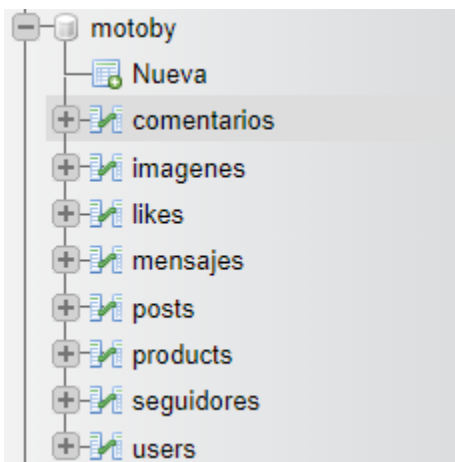 motoby
Nueva
comentarios
imagenes
likes
mensajes
posts
products
seguidores
users